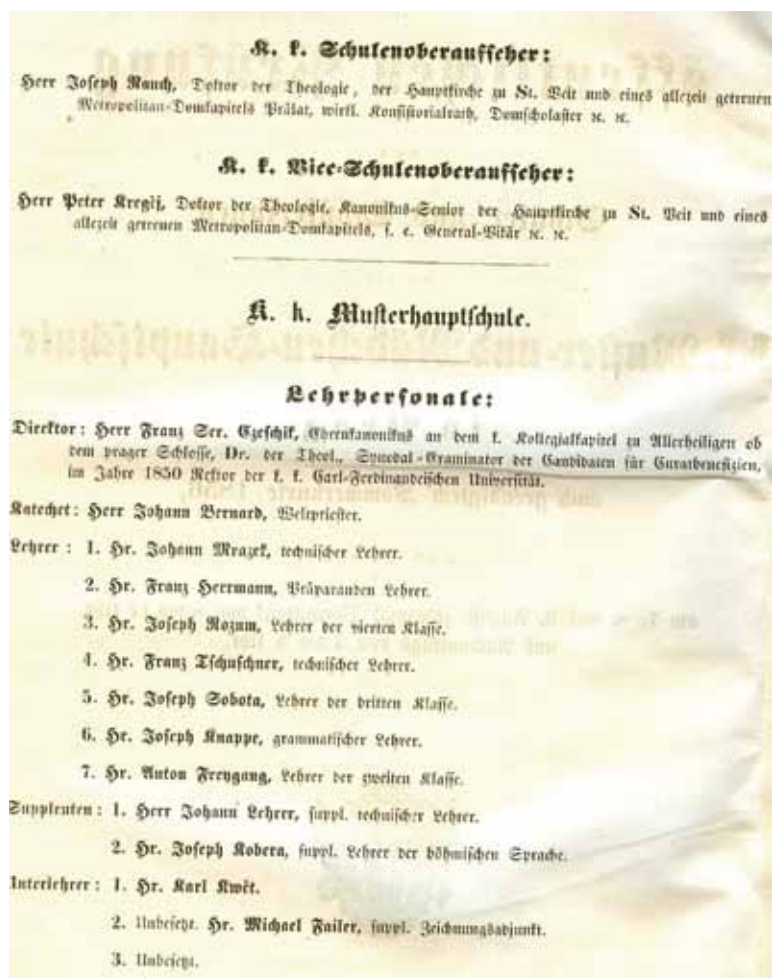 K. k. Schulenoberaufseher:
Herr Joseph Rauch, Doktor der Theologie, der Hauptkirche zu St. Veit und eines allezeit getreuen
Metropolitan-Domkapitels Prälat, wirkl. Konsistorialrath, Domscholaster ꝛc. ꝛc.
K. k. Vice-Schulenoberaufseher:
Herr Peter Kregij, Doktor der Theologie, Kanonikus-Senior der Hauptkirche zu St. Veit und eines
allezeit getreuen Metropolitan-Domkapitels, f. e. General-Vikär ꝛc. ꝛc.
K. k. Musterhauptschule.
Lehrpersonale:
Direktor: Herr Franz Ser. Czeschik, Ehrenkanonikus an dem k. Kollegialkapitel zu Allerheiligen ob
dem prager Schlosse, Dr. der Theol., Synodal-Examinator der Candidaten für Curatbenefizien,
im Jahre 1850 Rektor der k. k. Carl-Ferdinandeischen Universität.
Katechet: Herr Johann Bernard, Weltpriester.
Lehrer: 1. Hr. Johann Mrazek, technischer Lehrer.
2. Hr. Franz Herrmann, Präparanden Lehrer.
3. Hr. Joseph Rozum, Lehrer der vierten Klasse.
4. Hr. Franz Tschuschner, technischer Lehrer.
5. Hr. Joseph Sobota, Lehrer der dritten Klasse.
6. Hr. Joseph Knappe, grammatischer Lehrer.
7. Hr. Anton Freygang, Lehrer der zweiten Klasse.
Supplenten: 1. Herr Johann Lehrer, suppl. technischer Lehrer.
2. Hr. Joseph Kobera, suppl. Lehrer der böhmischen Sprache.
Unterlehrer: 1. Hr. Karl Kwět.
2. Unbesetzt. Hr. Michael Failer, suppl. Zeichnungsadjunkt.
3. Unbesetzt.